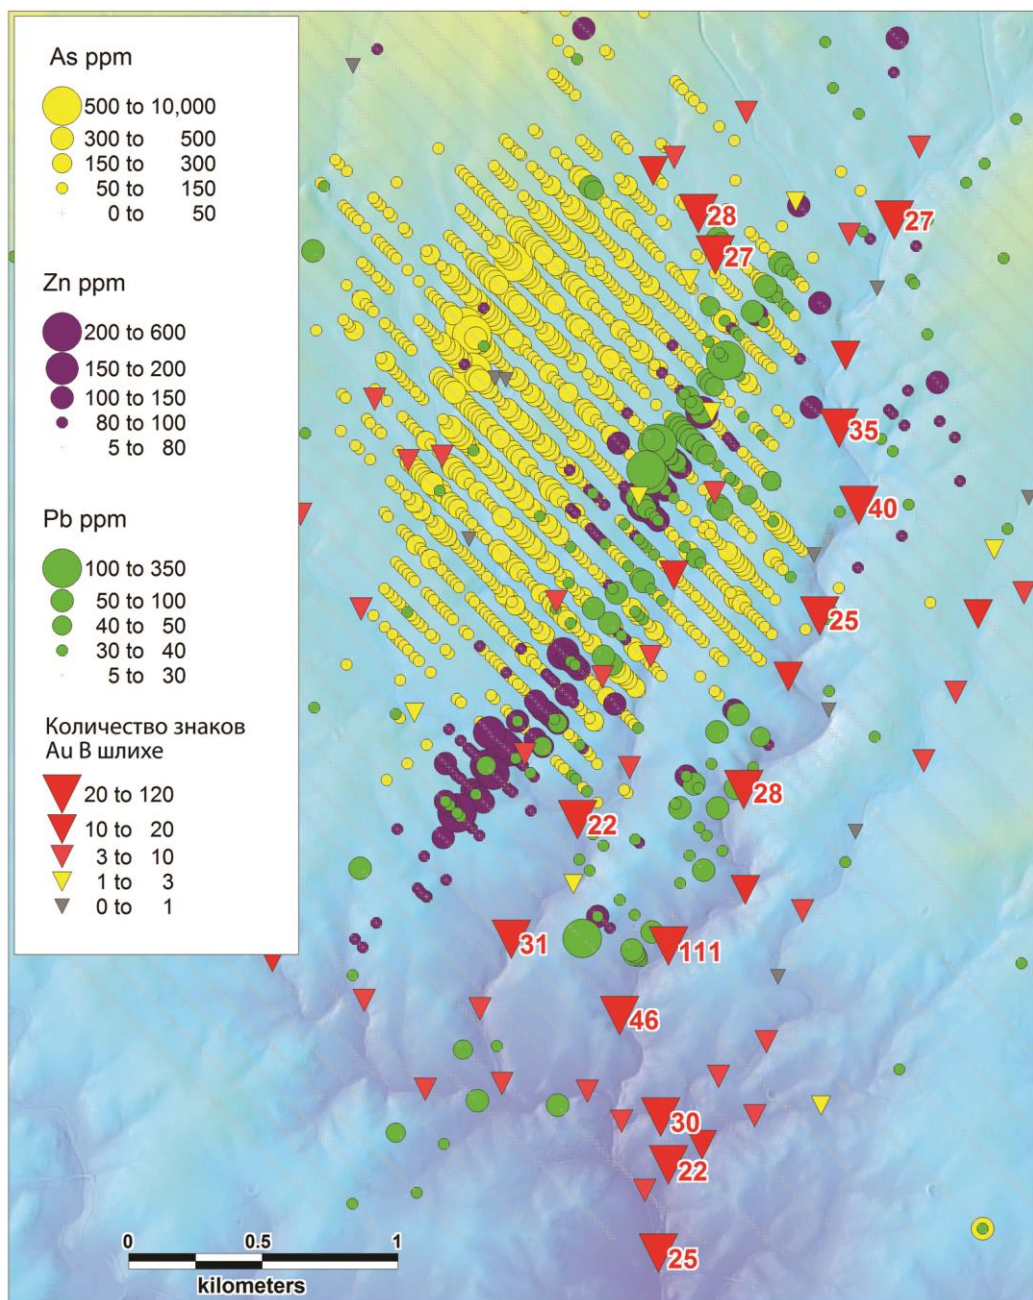 As ppm
500 to 10,000
300 to 500
150 to 300
50 to 150
0 to 50
Zn ppm
200 to 600
150 to 200
100 to 150
80 to 100
5 to 80
Pb ppm
100 to 350
50 to 100
40 to 50
30 to 40
5 to 30
Количество знаков
Au В шлихе
20 to 120
10 to 20
3 to 10
1 to 3
0 to 1
28
27
27
35
40
25
28
22
31
111
46
30
22
25
0 0.5 1
kilometers